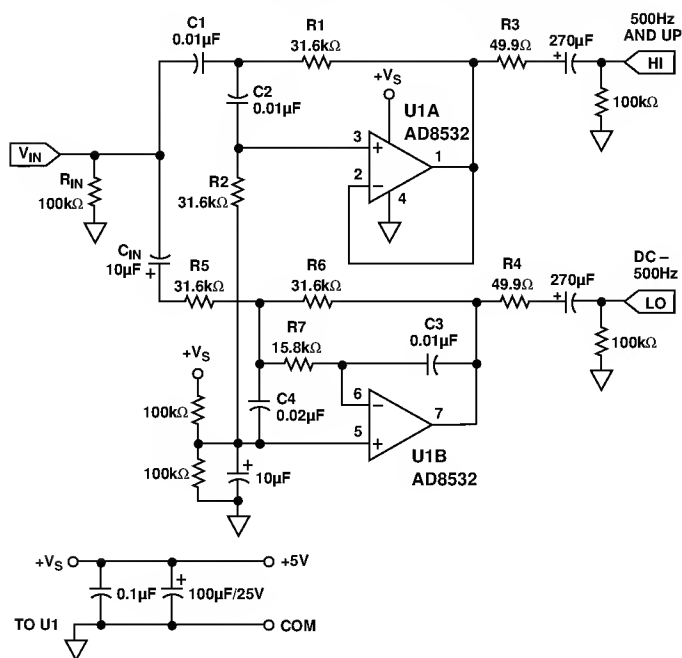 C1
0.01µF
R1
31.6kΩ
R3
49.9Ω
270µF
+
500Hz
AND UP
HI
100kΩ
C2
0.01µF
+VS
U1A
AD8532
3
+
2
−
1
4
VIN
RIN
100kΩ
R2
31.6kΩ
CIN
10µF
+
R5
31.6kΩ
R6
31.6kΩ
R4
49.9Ω
270µF
+
DC –
500Hz
LO
100kΩ
R7
15.8kΩ
C3
0.01µF
+VS
100kΩ
C4
0.02µF
6
−
5
+
7
U1B
AD8532
100kΩ
+
10µF
+VS
+5V
0.1µF
+
100µF/25V
TO U1
COM